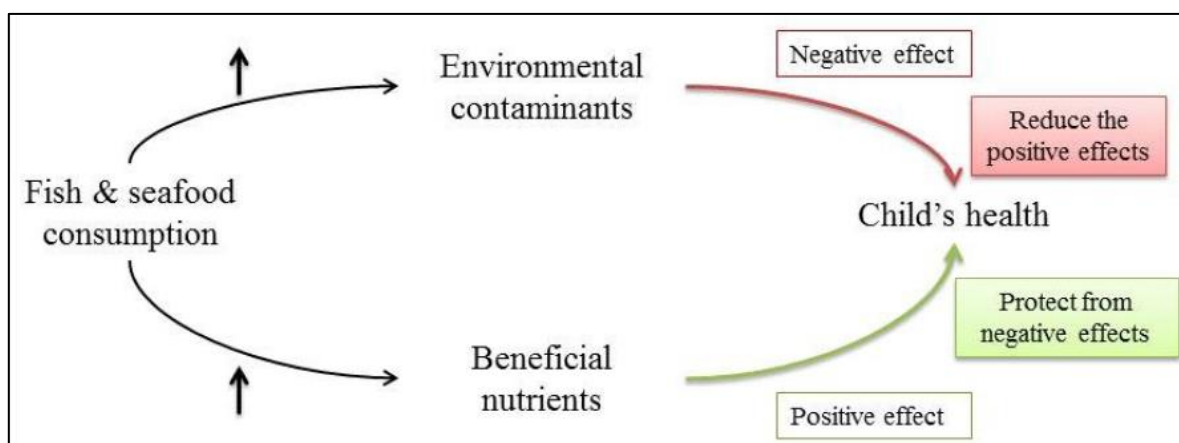 Environmental
contaminants
Negative effect
Reduce the
positive effects
Fish & seafood
consumption
Child's health
Protect from
negative effects
Beneficial
nutrients
Positive effect